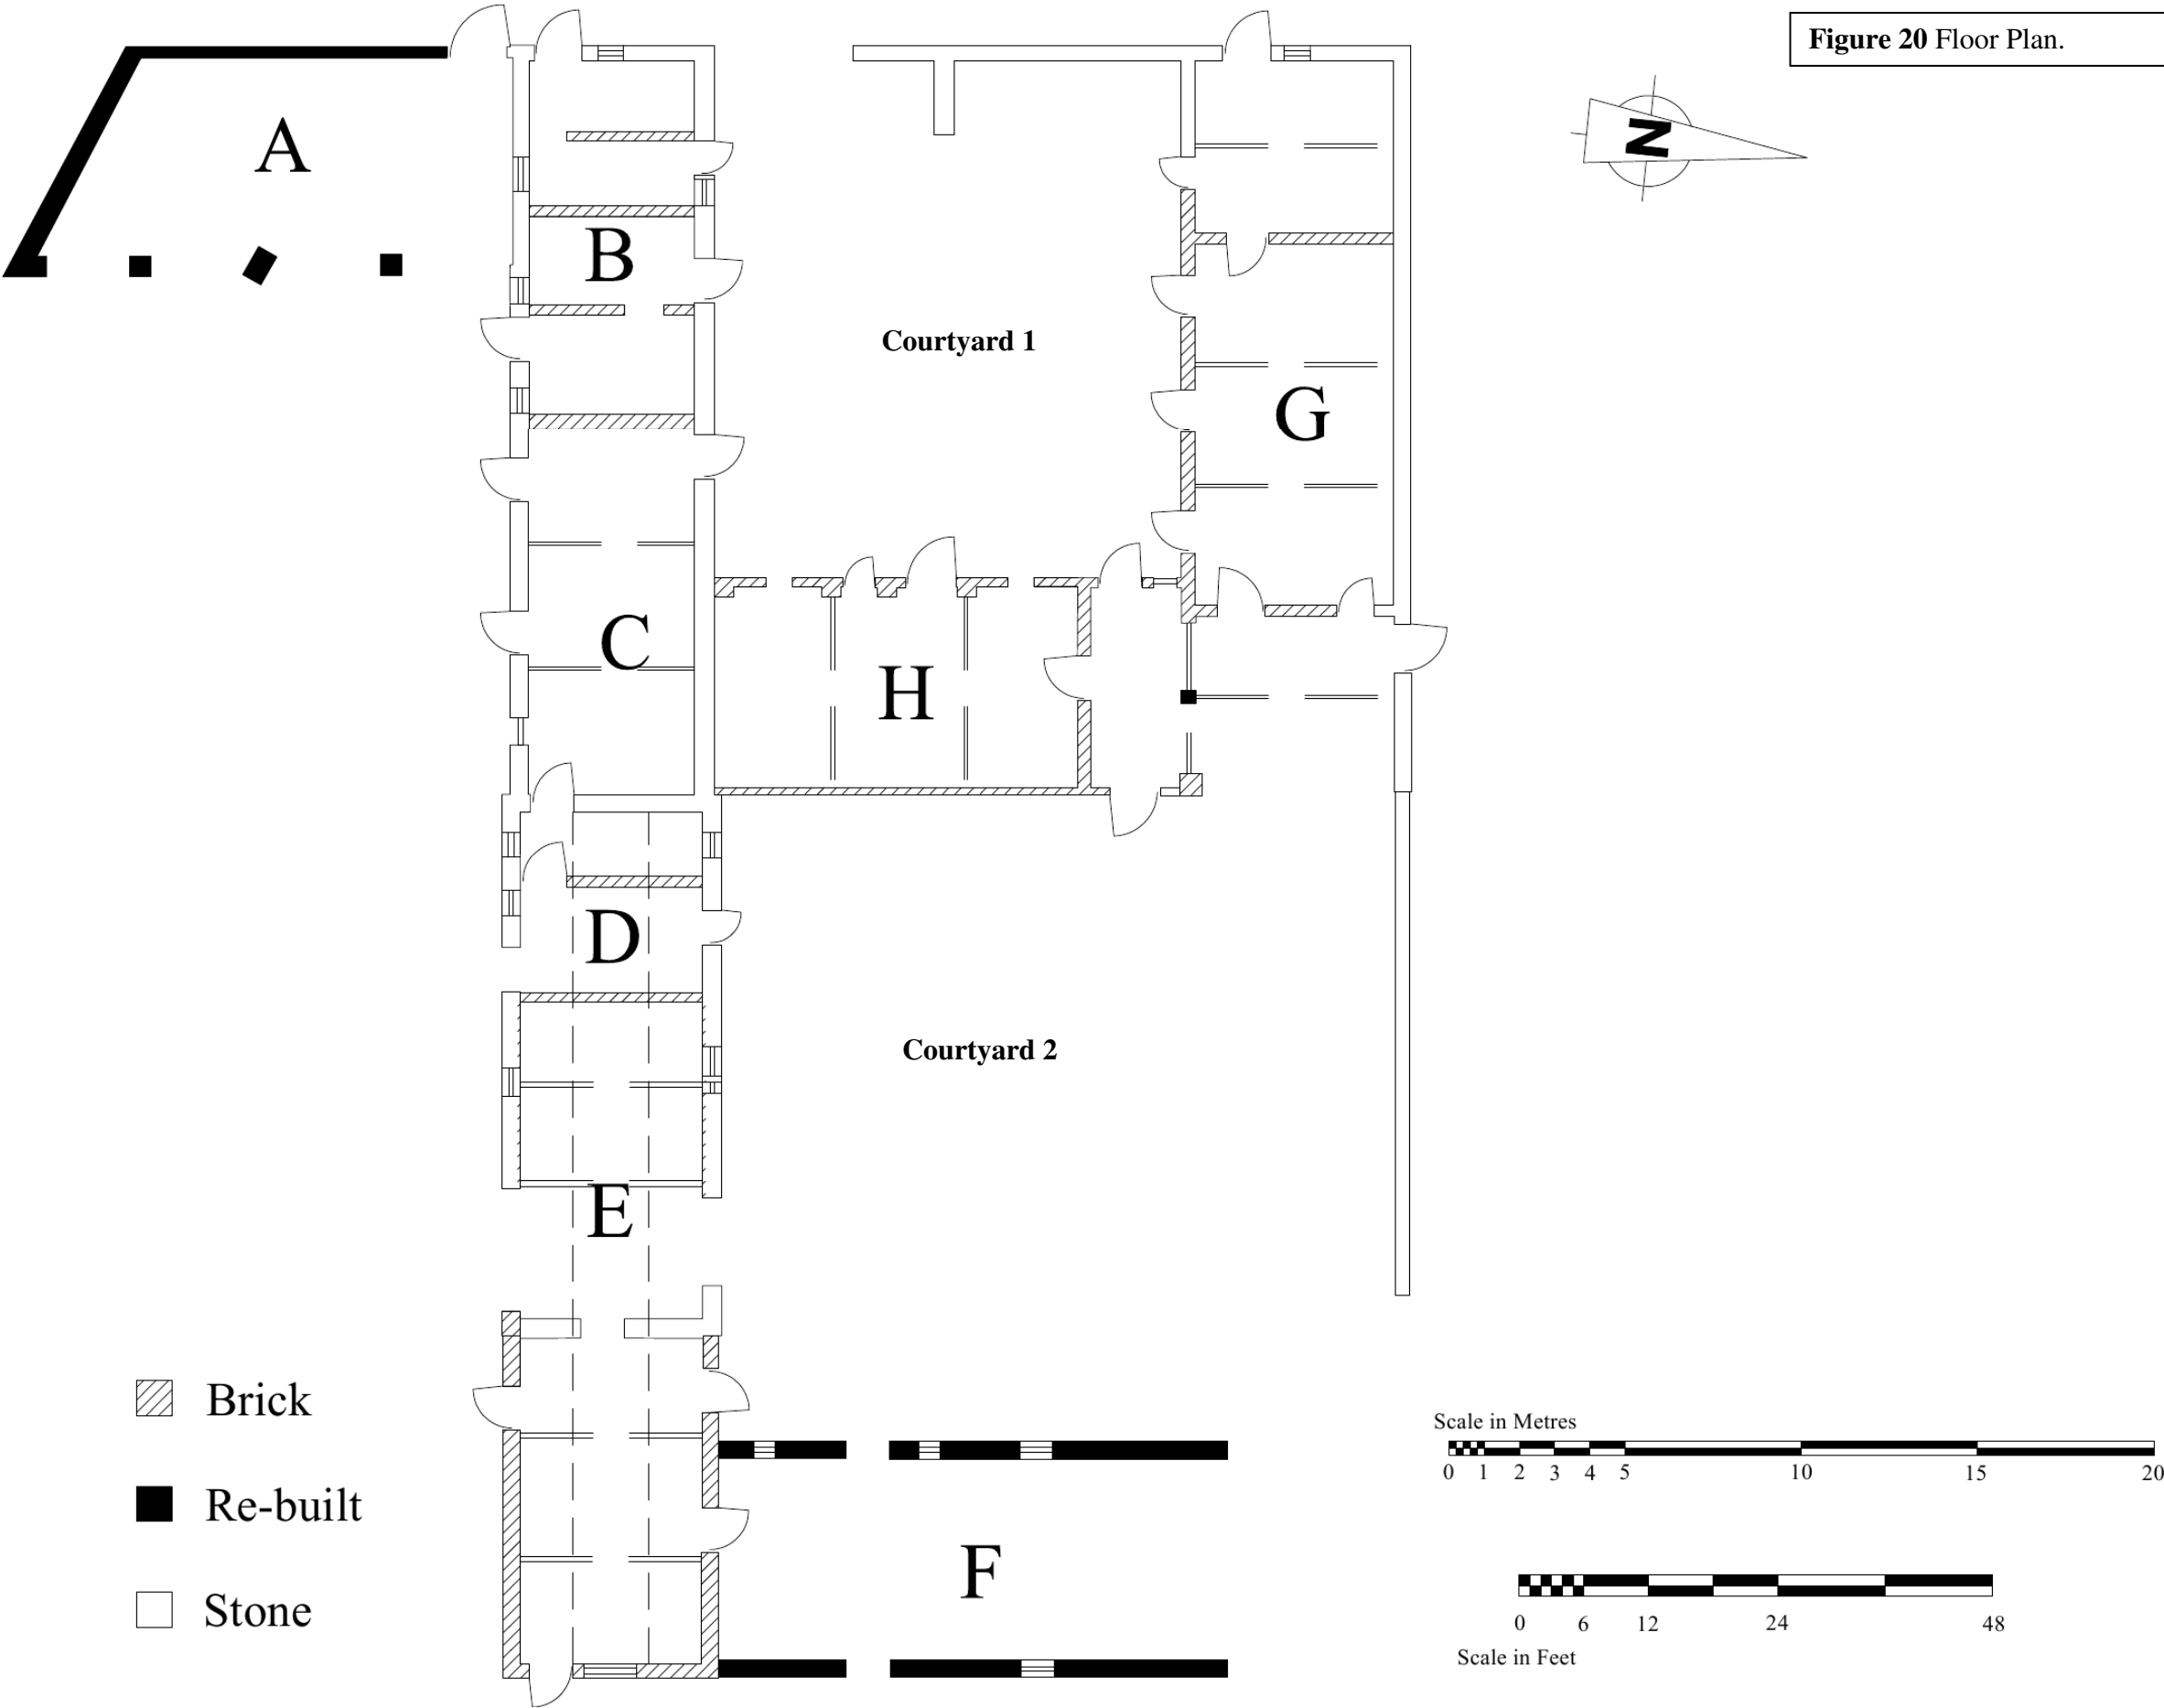 Figure 20 Floor Plan.
A
N
B
Courtyard 1
G
C
H
D
Courtyard 2
E
Brick
Re-built
Stone
F
Scale in Metres
0 1 2 3 4 5 10 15 20
0 6 12 24 48
Scale in Feet